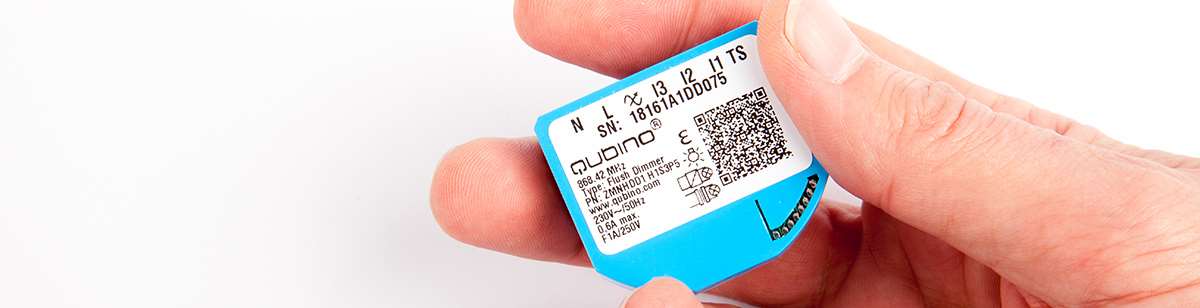 N L I3 I2 I1 TS
SN: 18161A1DD075
QUBINO®
868.42 MHz
Type: Flush Dimmer
PN: ZMNHDD1 H1S3P5
www.qubino.com
230V~/50Hz
0.6A max.
F1A/250V